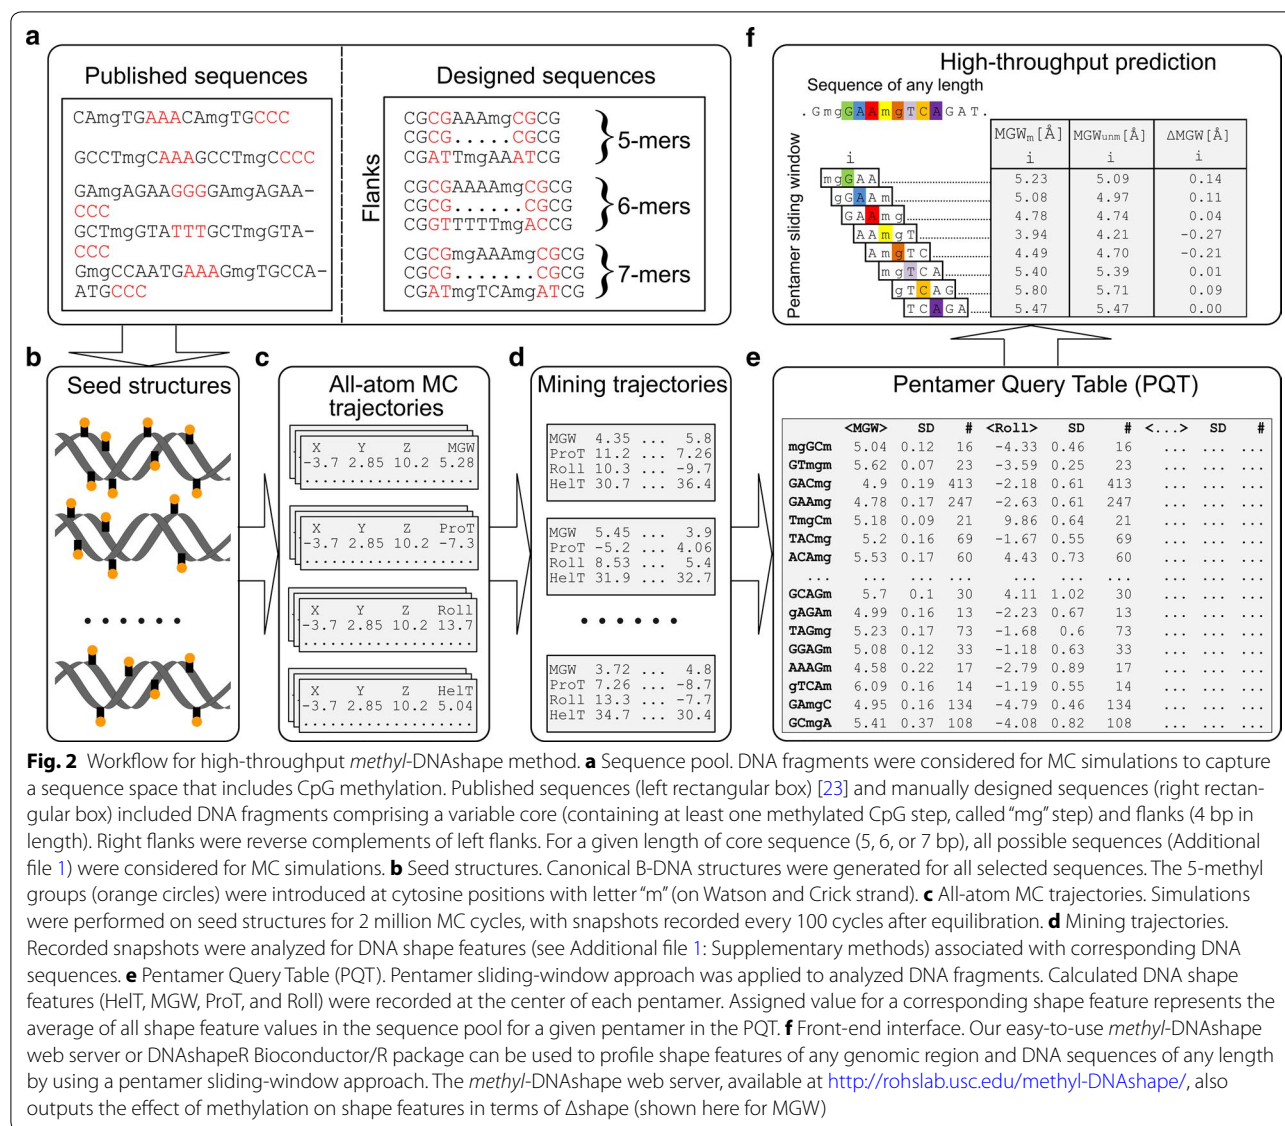 a
Published sequences
CAmgTGAAACAmgTGCCC
GCCTmgCAAAGCCTmgCCCC
GAmgAGAAGGGGAmgAGAA-
CCC
GCTmgGTATTTGCTmgGTA-
CCC
GmgCCAATGAAAGmgTGCCA-
ATGCCC
Designed sequences
Flanks
CGCGAAAmgCGCG
CGCG.....CGCG
CGATTmgAAATCG
5-mers
CGCGAAAAmgCGCG
CGCG......CGCG
CGGTTTTTmgACCG
6-mers
CGCGmgAAAmgCGCG
CGCG.......CGCG
CGATmgTCAmgATCG
7-mers
f
High-throughput prediction
Sequence of any length
.GmgGAAmgTCAGAT.
Pentamer sliding window
i
mgGAA
gGAAm
GAAmg
AAmgT
AmgTC
mgTCA
gTCAG
TCAGA
MGWm[Å] MGWunm[Å] ΔMGW[Å]
i i i
5.23 5.09 0.14
5.08 4.97 0.11
4.78 4.74 0.04
3.94 4.21 -0.27
4.49 4.70 -0.21
5.40 5.39 0.01
5.80 5.71 0.09
5.47 5.47 0.00
b
Seed structures
......
c
All-atom MC
trajectories
X Y Z MGW
-3.7 2.85 10.2 5.28
X Y Z ProT
-3.7 2.85 10.2 -7.3
X Y Z Roll
-3.7 2.85 10.2 13.7
X Y Z HelT
-3.7 2.85 10.2 5.04
d
Mining trajectories
MGW 4.35 ... 5.8
ProT 11.2 ... 7.26
Roll 10.3 ... -9.7
HelT 30.7 ... 36.4
MGW 5.45 ... 3.9
ProT -5.2 ... 4.06
Roll 8.53 ... 5.4
HelT 31.9 ... 32.7
......
MGW 3.72 ... 4.8
ProT 7.26 ... -8.7
Roll 13.3 ... -7.7
HelT 34.7 ... 30.4
e
Pentamer Query Table (PQT)
<MGW> SD # <Roll> SD # <...> SD #
mgGCm 5.04 0.12 16 -4.33 0.46 16 ... ... ...
GTmgm 5.62 0.07 23 -3.59 0.25 23 ... ... ...
GACmg 4.9 0.19 413 -2.18 0.61 413 ... ... ...
GAAmg 4.78 0.17 247 -2.63 0.61 247 ... ... ...
TmgCm 5.18 0.09 21 9.86 0.64 21 ... ... ...
TACmg 5.2 0.16 69 -1.67 0.55 69 ... ... ...
ACAmg 5.53 0.17 60 4.43 0.73 60 ... ... ...
... ... ... ... ... ... ... ... ... ...
GCAGm 5.7 0.1 30 4.11 1.02 30 ... ... ...
gAGAm 4.99 0.16 13 -2.23 0.67 13 ... ... ...
TAGmg 5.23 0.17 73 -1.68 0.6 73 ... ... ...
GGAGm 5.08 0.12 33 -1.18 0.63 33 ... ... ...
AAAGm 4.58 0.22 17 -2.79 0.89 17 ... ... ...
gTCAm 6.09 0.16 14 -1.19 0.55 14 ... ... ...
GAmgC 4.95 0.16 134 -4.79 0.46 134 ... ... ...
GCmgA 5.41 0.37 108 -4.08 0.82 108 ... ... ...
Fig. 2 Workflow for high-throughput methyl-DNAshape method. a Sequence pool. DNA fragments were considered for MC simulations to capture
a sequence space that includes CpG methylation. Published sequences (left rectangular box) [23] and manually designed sequences (right rectan-
gular box) included DNA fragments comprising a variable core (containing at least one methylated CpG step, called “mg” step) and flanks (4 bp in
length). Right flanks were reverse complements of left flanks. For a given length of core sequence (5, 6, or 7 bp), all possible sequences (Additional
file 1) were considered for MC simulations. b Seed structures. Canonical B-DNA structures were generated for all selected sequences. The 5-methyl
groups (orange circles) were introduced at cytosine positions with letter “m” (on Watson and Crick strand). c All-atom MC trajectories. Simulations
were performed on seed structures for 2 million MC cycles, with snapshots recorded every 100 cycles after equilibration. d Mining trajectories.
Recorded snapshots were analyzed for DNA shape features (see Additional file 1: Supplementary methods) associated with corresponding DNA
sequences. e Pentamer Query Table (PQT). Pentamer sliding-window approach was applied to analyzed DNA fragments. Calculated DNA shape
features (HelT, MGW, ProT, and Roll) were recorded at the center of each pentamer. Assigned value for a corresponding shape feature represents the
average of all shape feature values in the sequence pool for a given pentamer in the PQT. f Front-end interface. Our easy-to-use methyl-DNAshape
web server or DNAshapeR Bioconductor/R package can be used to profile shape features of any genomic region and DNA sequences of any length
by using a pentamer sliding-window approach. The methyl-DNAshape web server, available at http://rohslab.usc.edu/methyl-DNAshape/, also
outputs the effect of methylation on shape features in terms of Δshape (shown here for MGW)